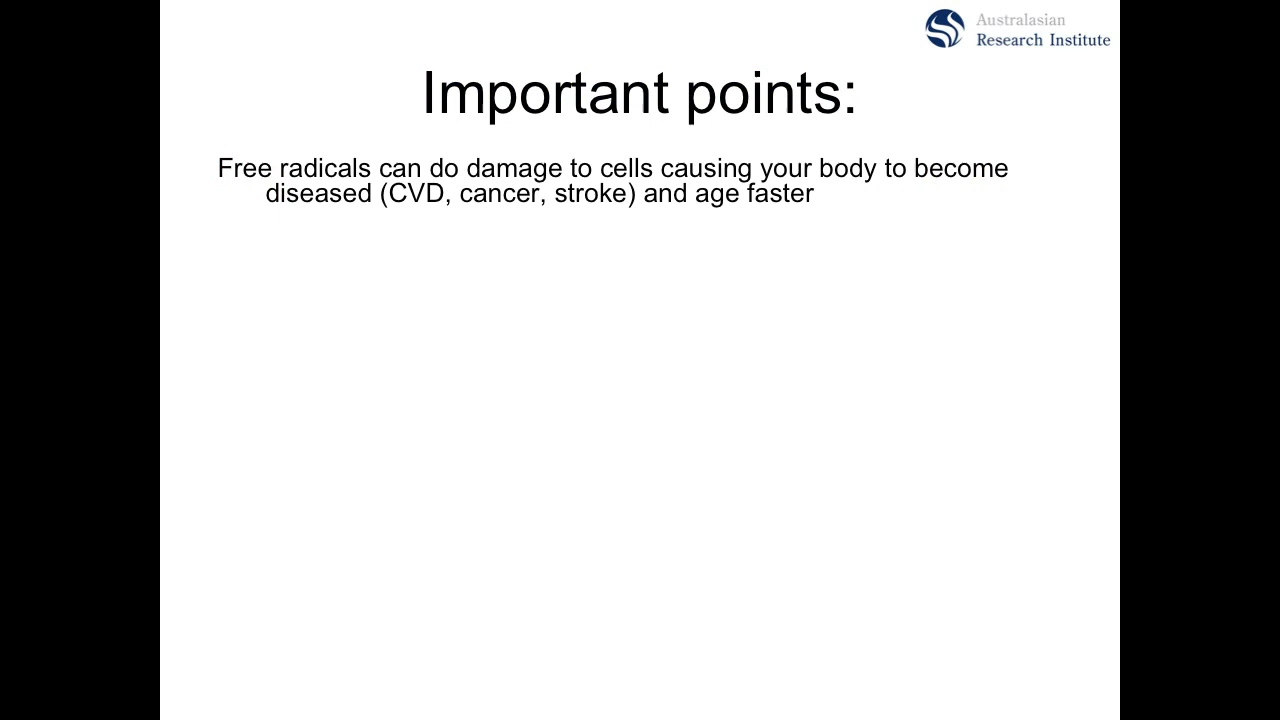 Australasian
Research Institute
Important points:
Free radicals can do damage to cells causing your body to become
diseased (CVD, cancer, stroke) and age faster